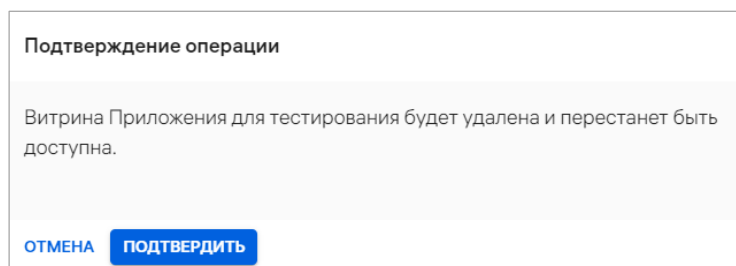 Подтверждение операции
Витрина Приложения для тестирования будет удалена и перестанет быть
доступна.
ОТМЕНА ПОДТВЕРДИТЬ